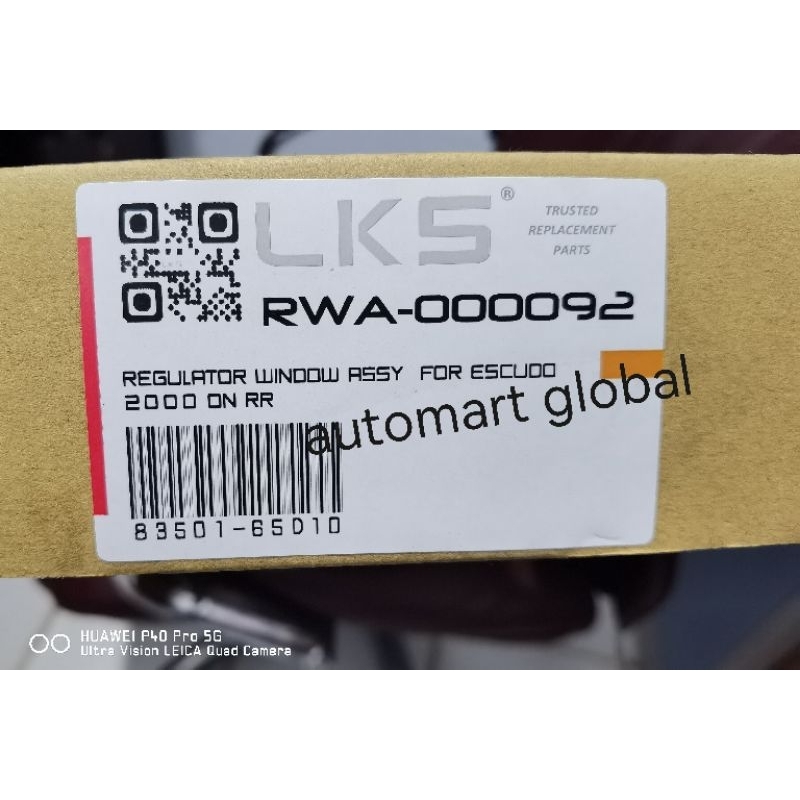 LKS®
TRUSTED
REPLACEMENT
PARTS
RWA-000092
REGULATOR WINDOW ASSY FOR ESCUDO
2000 ON RR
automart global
83501-65D10
HUAWEI P40 Pro 5G
Ultra Vision LEICA Quad Camera